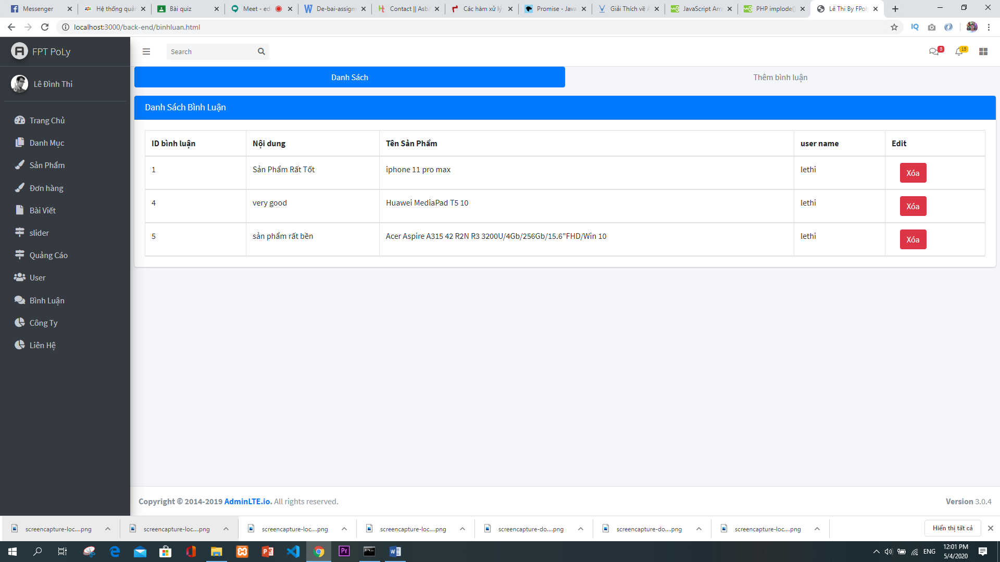 Messenger
Hệ thống quản
Bài quiz
Meet - edc
De-bai-assigm
Contact || Asba
Các hàm xử lý
Promise - Java
Giải Thích về A
JavaScript Arra
PHP implode()
Lê Thi By FPoly
localhost:3000/back-end/binhluan.html
IQ
FPT PoLy
Search
3
15
Danh Sách
Thêm bình luận
Lê Đình Thi
Danh Sách Bình Luận
Trang Chủ
Danh Mục
Sản Phẩm
Đơn hàng
Bài Viết
slider
Quảng Cáo
User
Bình Luận
Công Ty
Liên Hệ
ID bình luận Nội dung Tên Sản Phẩm user name Edit
1 Sản Phẩm Rất Tốt iphone 11 pro max lethi Xóa
4 very good Huawei MediaPad T5 10 lethi Xóa
5 sản phẩm rất bền Acer Aspire A315 42 R2N R3 3200U/4Gb/256Gb/15.6"FHD/Win 10 lethi Xóa
Copyright © 2014-2019 AdminLTE.io. All rights reserved.
Version 3.0.4
screencapture-loc....png
screencapture-loc....png
screencapture-loc....png
screencapture-loc....png
screencapture-do....png
screencapture-do....png
screencapture-loc....png
Hiển thị tất cả
Pr
ENG
12:01 PM
5/4/2020